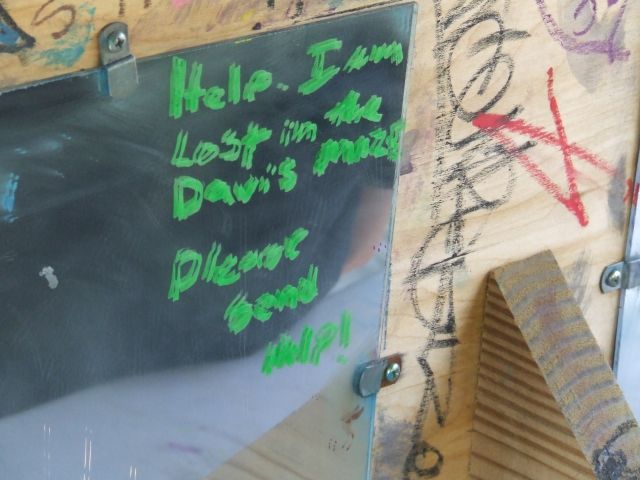 Help. I am
Lost in the
Davis maze
Please
send
Help!